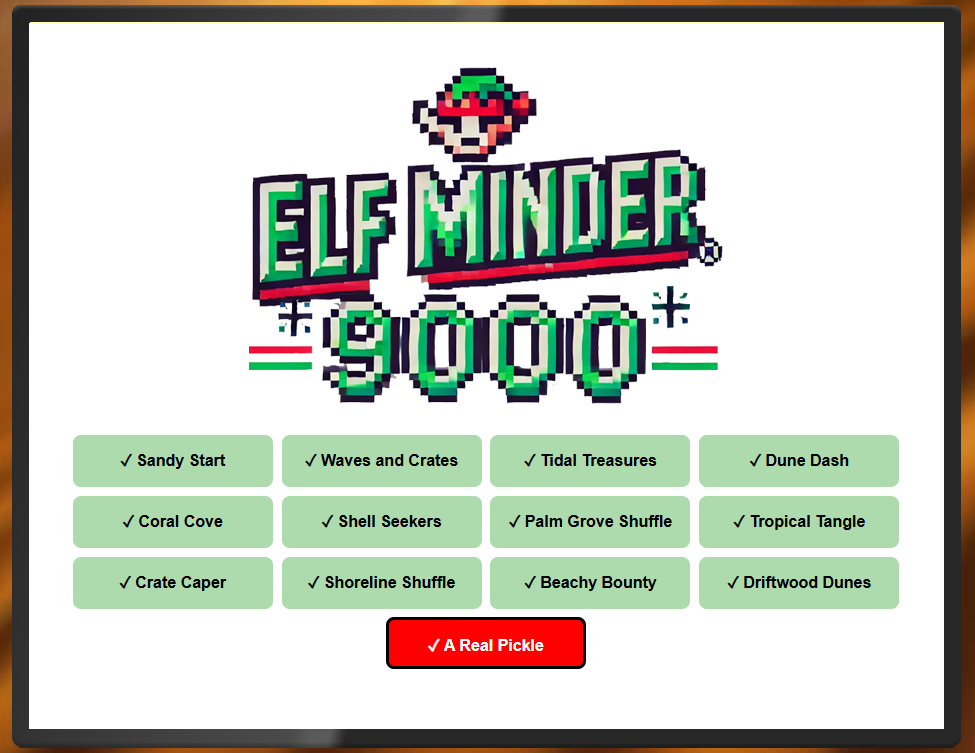 ELF MINDER
9000
✓ Sandy Start
✓ Waves and Crates
✓ Tidal Treasures
✓ Dune Dash
✓ Coral Cove
✓ Shell Seekers
✓ Palm Grove Shuffle
✓ Tropical Tangle
✓ Crate Caper
✓ Shoreline Shuffle
✓ Beachy Bounty
✓ Driftwood Dunes
✓ A Real Pickle